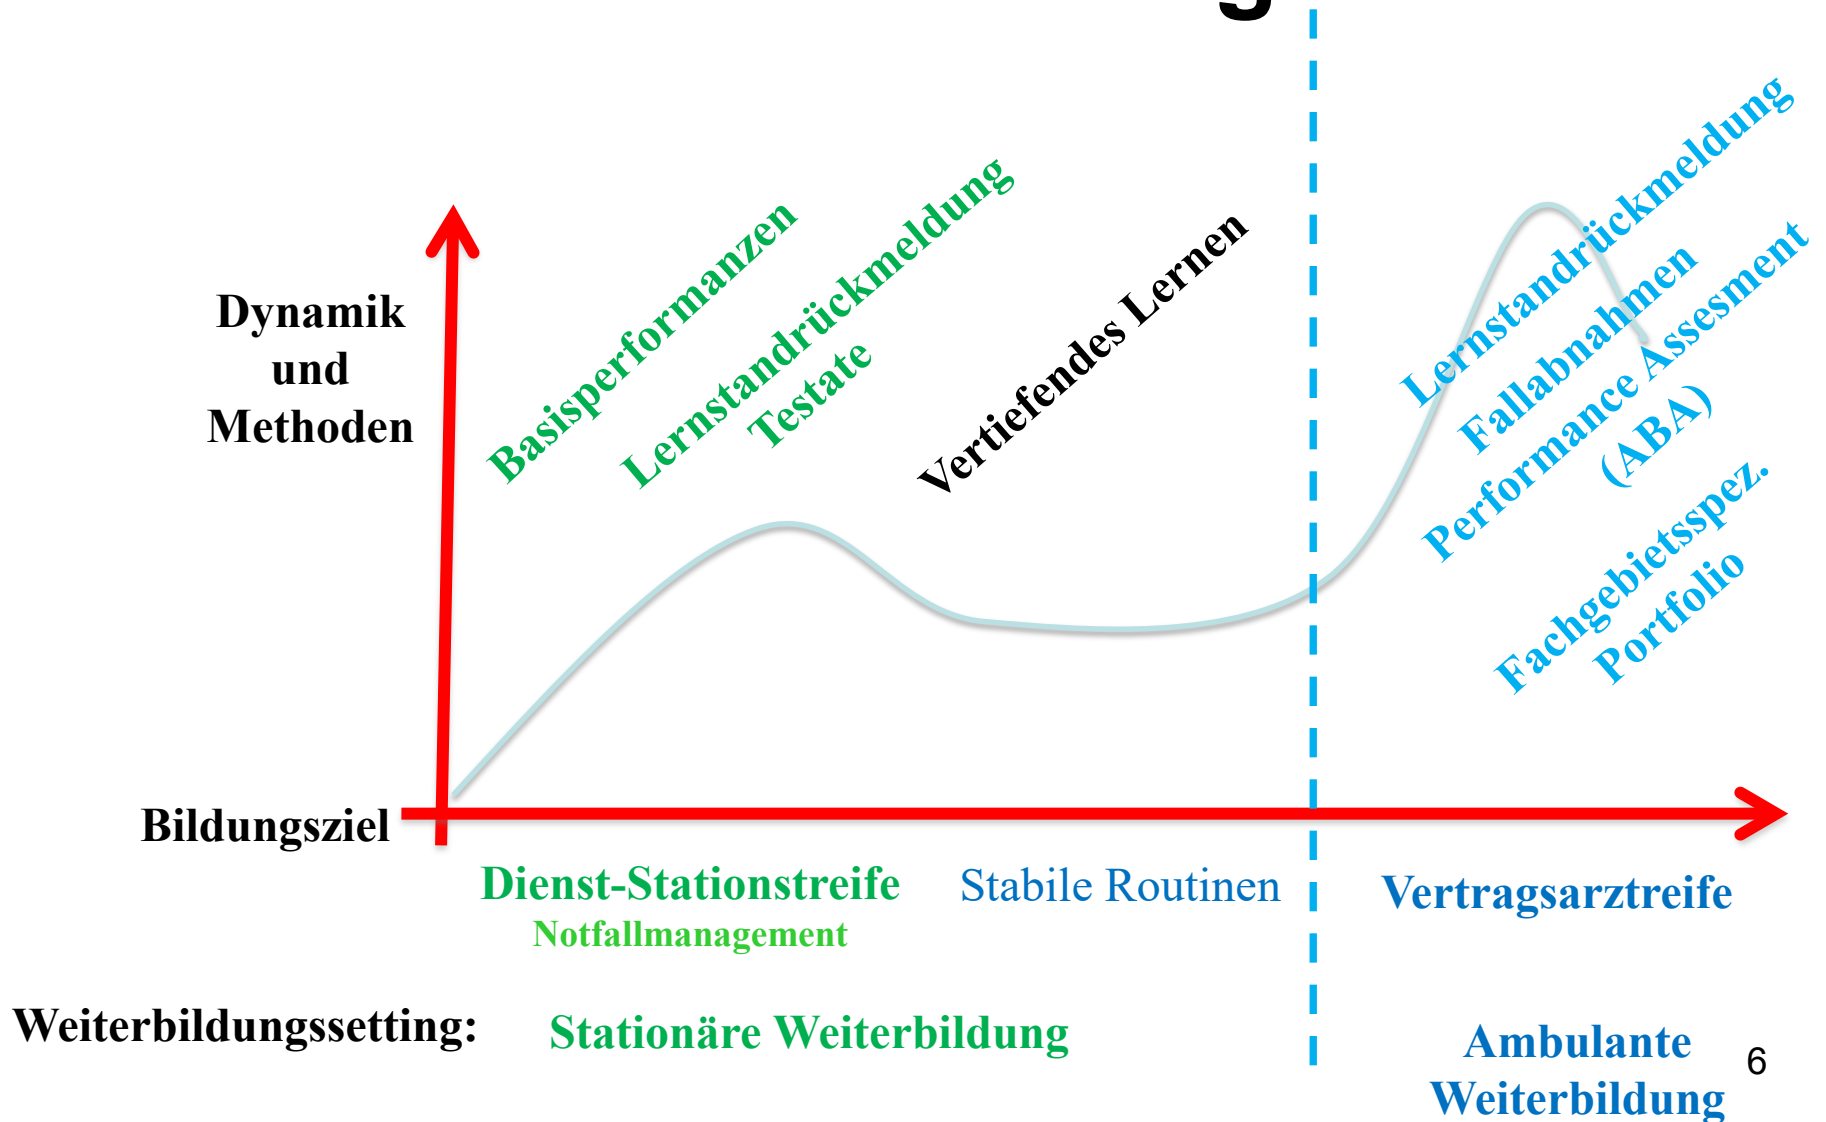 Dynamik
und
Methoden
Basisperformanzen
Lernstandrückmeldung
Testate
Vertiefendes Lernen
Lernstandrückmeldung
Fallabnahmen
Performance Assesment
(ABA)
Fachgebietsspez.
Portfolio
Bildungsziel
Dienst-Stationstreife
Notfallmanagement
Stabile Routinen
Vertragsarztreife
Weiterbildungssetting:
Stationäre Weiterbildung
Ambulante
Weiterbildung
6